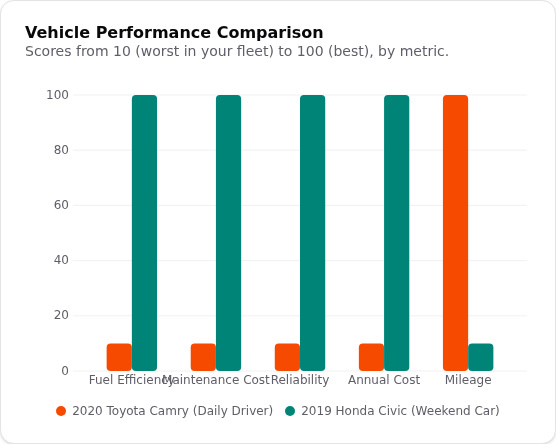 Vehicle Performance Comparison
Scores from 10 (worst in your fleet) to 100 (best), by metric.
100
80
60
40
20
0
Fuel Efficiency Maintenance Cost Reliability Annual Cost Mileage
2020 Toyota Camry (Daily Driver) 2019 Honda Civic (Weekend Car)